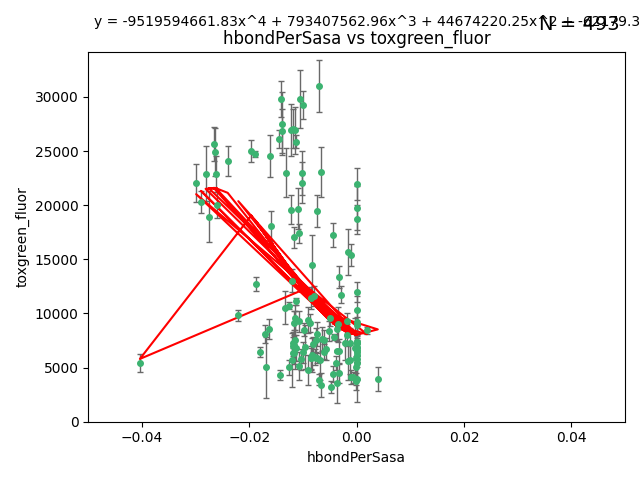 y = -9519594661.83x^4 + 793407562.96x^3 + 44674220.25x^2 +
N = 493
hbondPerSasa vs toxgreen_fluor
30000
25000
20000
15000
10000
5000
0
toxgreen_fluor
−0.04
−0.02
0.00
0.02
0.04
hbondPerSasa